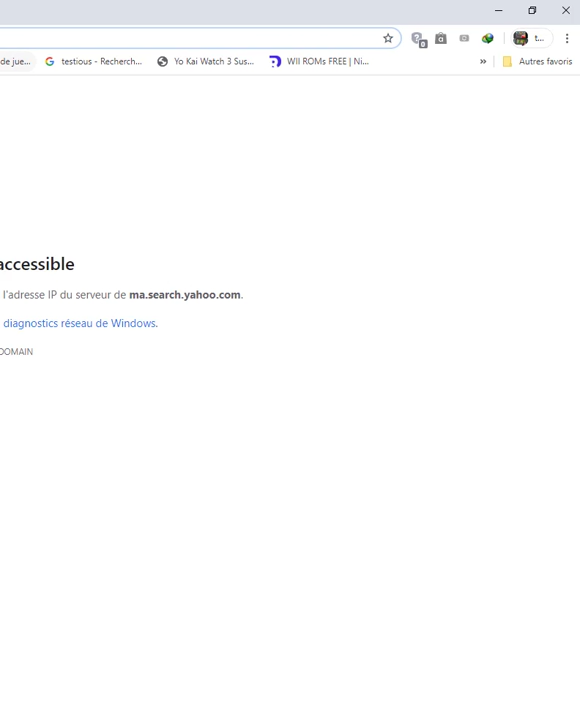 t...
de jue...
testious - Recherch...
Yo Kai Watch 3 Sus...
WII ROMs FREE | Ni...
»
Autres favoris
accessible
l'adresse IP du serveur de ma.search.yahoo.com.
diagnostics réseau de Windows.
DOMAIN